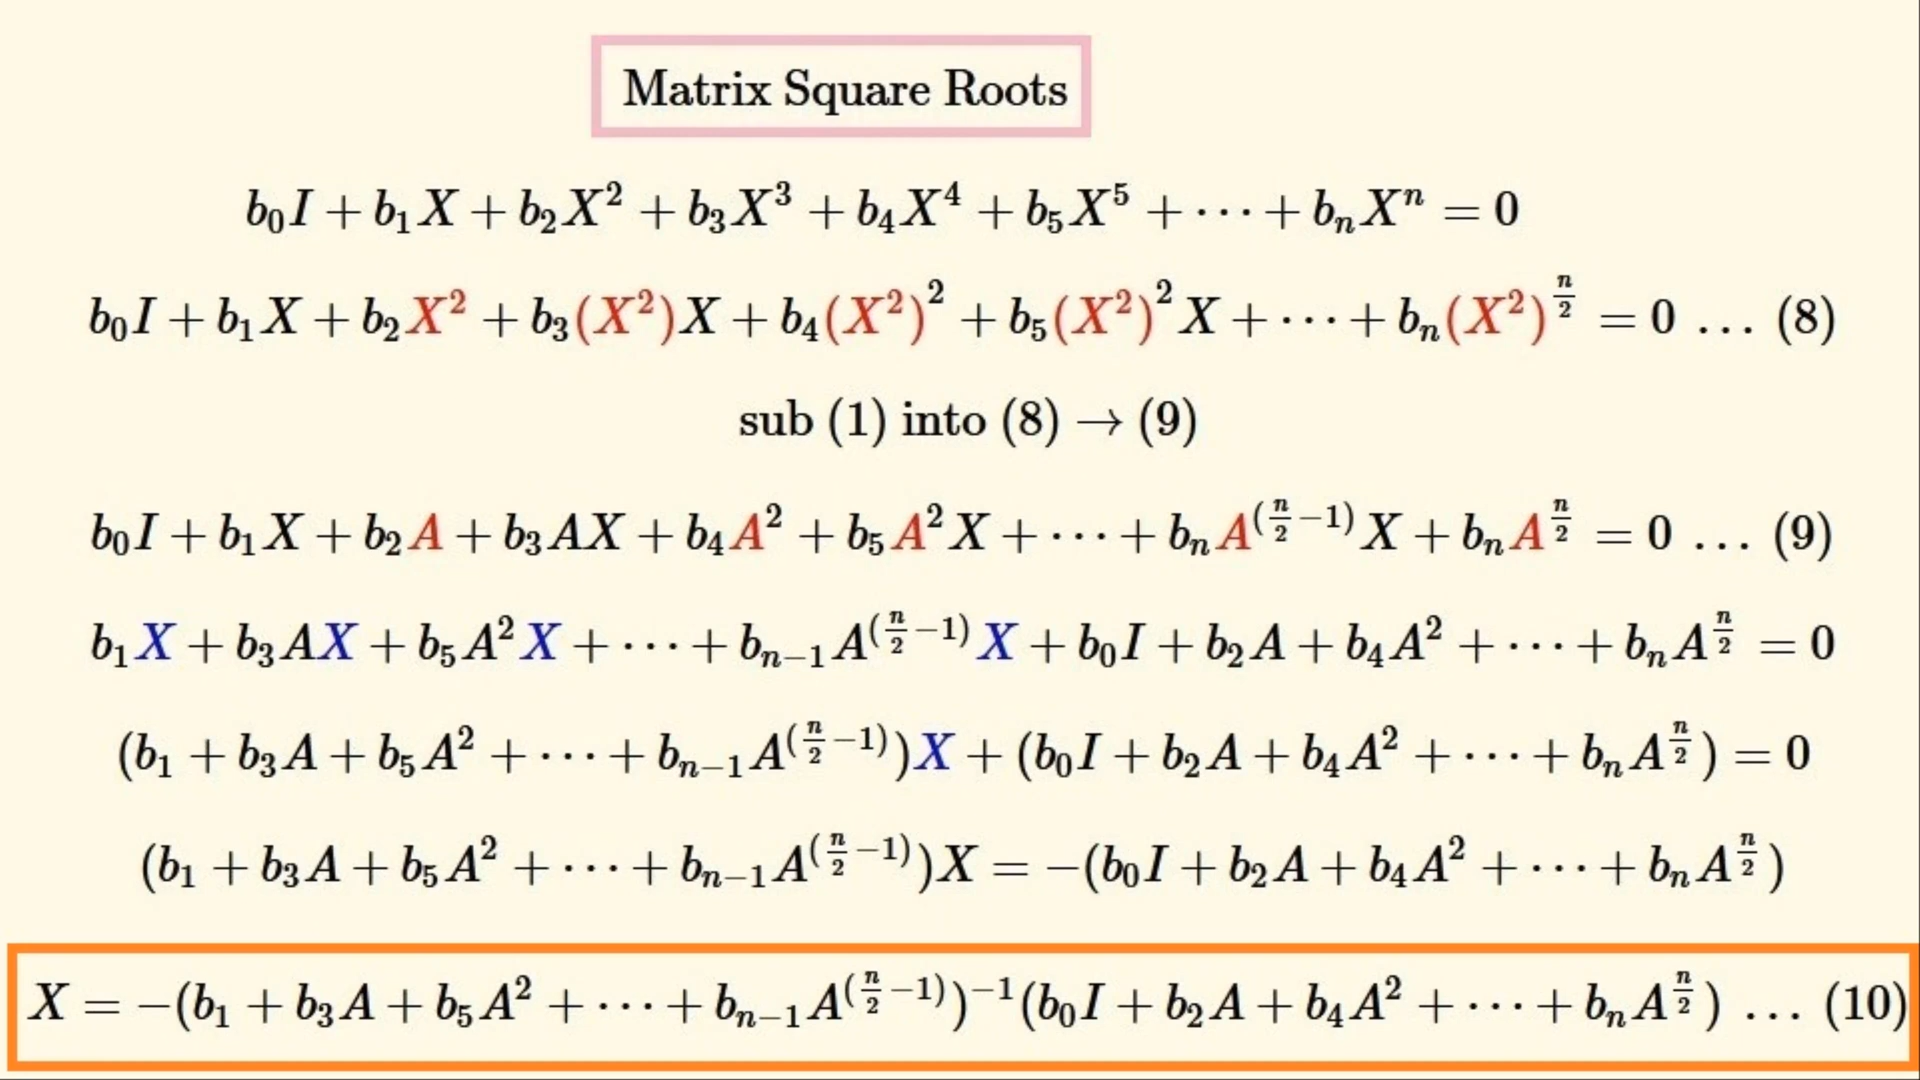 Matrix Square Roots
b₀I + b₁X + b₂X² + b₃X³ + b₄X⁴ + b₅X⁵ + ⋯ + bₙXⁿ = 0
b₀I + b₁X + b₂X² + b₃(X²)X + b₄(X²)² + b₅(X²)²X + ⋯ + bₙ(X²)^(n/2) = 0 … (8)
sub (1) into (8) → (9)
b₀I + b₁X + b₂A + b₃AX + b₄A² + b₅A²X + ⋯ + bₙA^(n/2 −1)X + bₙA^(n/2) = 0 … (9)
b₁X + b₃AX + b₅A²X + ⋯ + bₙ₋₁A^(n/2 −1)X + b₀I + b₂A + b₄A² + ⋯ + bₙA^(n/2) = 0
(b₁ + b₃A + b₅A² + ⋯ + bₙ₋₁A^(n/2 −1))X + (b₀I + b₂A + b₄A² + ⋯ + bₙA^(n/2)) = 0
(b₁ + b₃A + b₅A² + ⋯ + bₙ₋₁A^(n/2 −1))X = −(b₀I + b₂A + b₄A² + ⋯ + bₙA^(n/2))
X = −(b₁ + b₃A + b₅A² + ⋯ + bₙ₋₁A^(n/2 −1))⁻¹(b₀I + b₂A + b₄A² + ⋯ + bₙA^(n/2)) … (10)